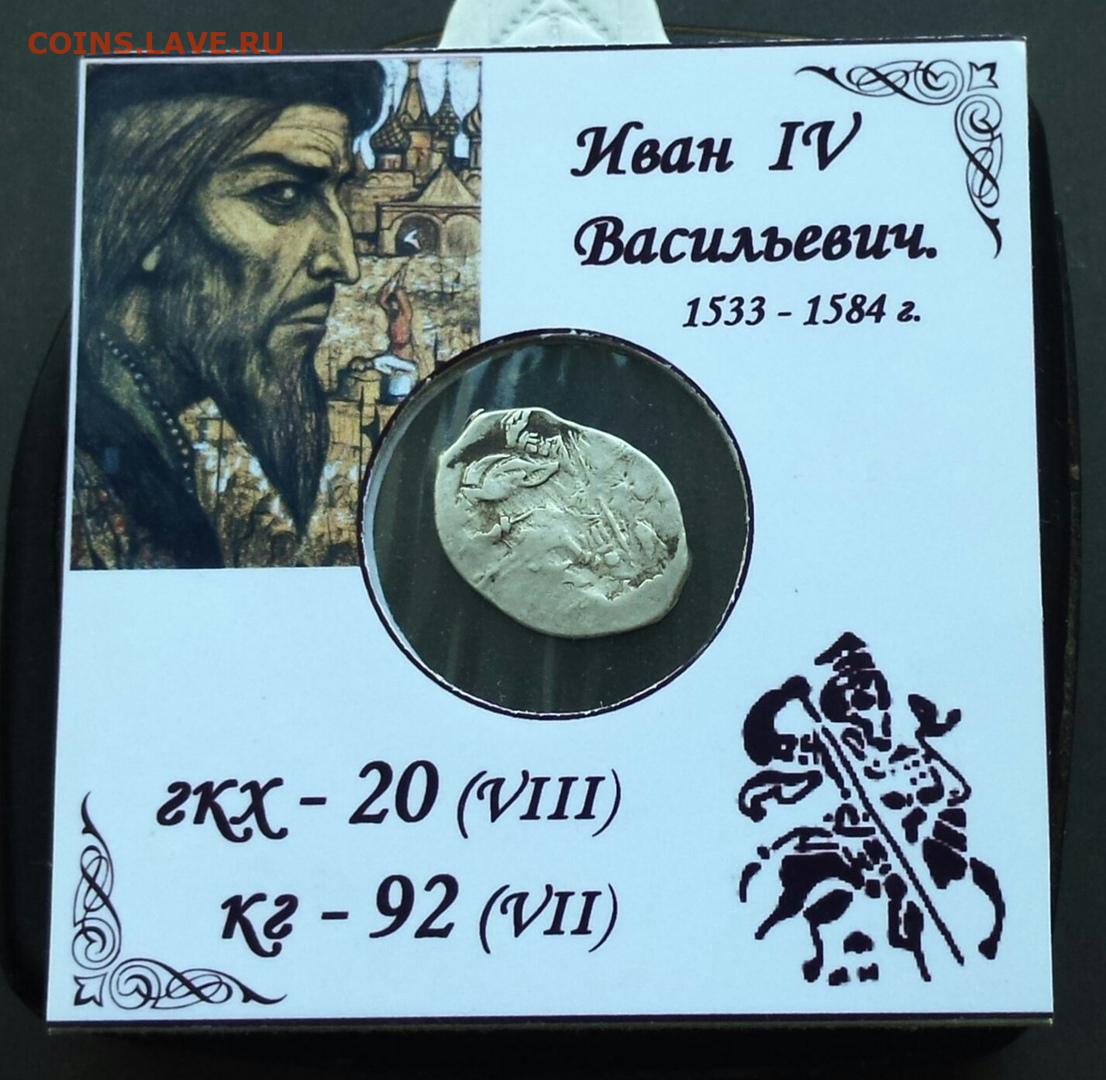 COINS.LAVE.RU
Иван IV
Васильевич.
1533 - 1584 г.
гкх - 20 (VIII)
кг - 92 (VII)